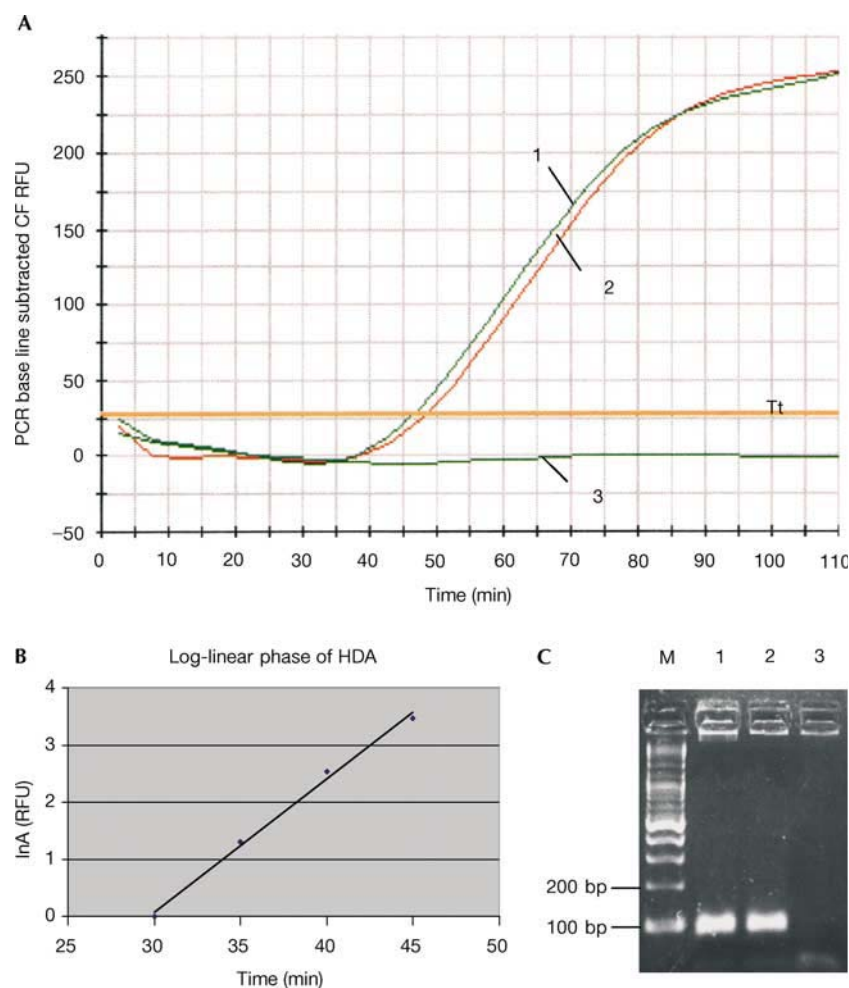 A
PCR base line subtracted CF RFU
250
200
150
100
50
0
−50
1
2
Tt
3
0 10 20 30 40 50 60 70 80 90 100 110
Time (min)
B
Log-linear phase of HDA
lnA (RFU)
4
3
2
1
0
25 30 35 40 45 50
Time (min)
C
M 1 2 3
200 bp
100 bp